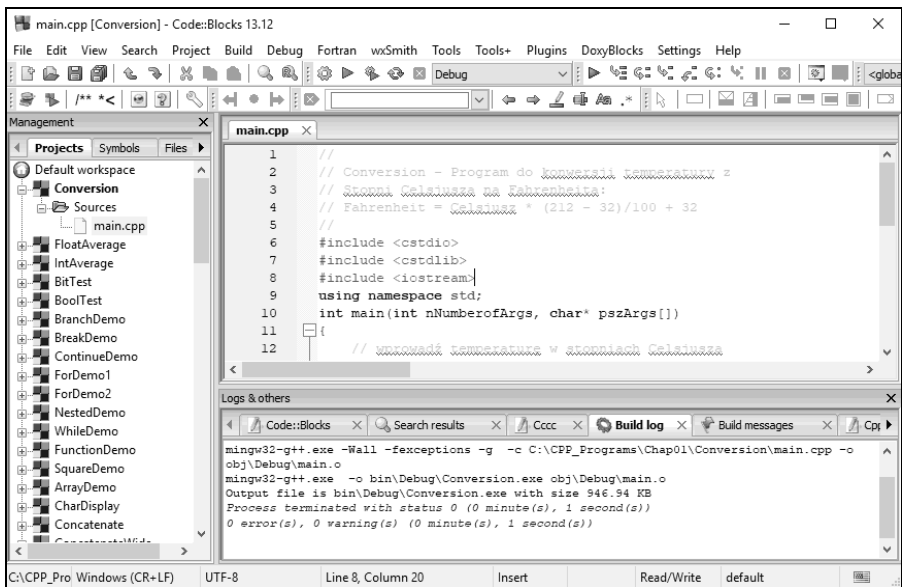 main.cpp [Conversion] - Code::Blocks 13.12
File Edit View Search Project Build Debug Fortran wxSmith Tools Tools+ Plugins DoxyBlocks Settings Help
Debug
<globa
/** *<
.*
Management
Projects Symbols Files
Default workspace
Conversion
Sources
main.cpp
FloatAverage
IntAverage
BitTest
BoolTest
BranchDemo
BreakDemo
ContinueDemo
ForDemo1
ForDemo2
NestedDemo
WhileDemo
FunctionDemo
SquareDemo
ArrayDemo
CharDisplay
Concatenate
main.cpp
1 //
2 // Conversion - Program do konwersji temperatury z
3 // Stopni Celsjusza na Fahrenheita:
4 // Fahrenheit = Celsjusz * (212 - 32)/100 + 32
5 //
6 #include <cstdio>
7 #include <cstdlib>
8 #include <iostream>
9 using namespace std;
10 int main(int nNumberofArgs, char* pszArgs[])
11 {
12 // wprowadź temperaturę w stopniach Celsjusza
Logs & others
Code::Blocks Search results Cccc Build log Build messages
mingw32-g++.exe -Wall -fexceptions -g -c C:\CPP_Programs\Chap01\Conversion\main.cpp -o
obj\Debug\main.o
mingw32-g++.exe -o bin\Debug\Conversion.exe obj\Debug\main.o
Output file is bin\Debug\Conversion.exe with size 946.94 KB
Process terminated with status 0 (0 minute(s), 1 second(s))
0 error(s), 0 warning(s) (0 minute(s), 1 second(s))
C:\CPP_Pro Windows (CR+LF) UTF-8 Line 8, Column 20 Insert Read/Write default